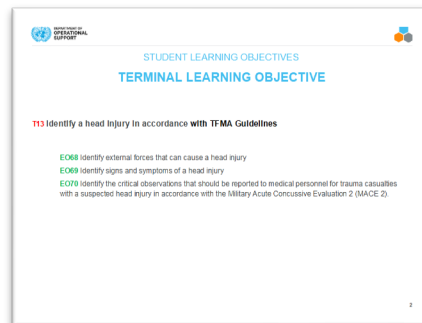 DEPARTMENT OF
OPERATIONAL
SUPPORT
STUDENT LEARNING OBJECTIVES
TERMINAL LEARNING OBJECTIVE
T13 Identify a head injury in accordance with TFMA Guidelines
EO68 Identify external forces that can cause a head injury
EO69 Identify signs and symptoms of a head injury
EO70 Identify the critical observations that should be reported to medical personnel for trauma casualties
with a suspected head injury in accordance with the Military Acute Concussive Evaluation 2 (MACE 2).
2